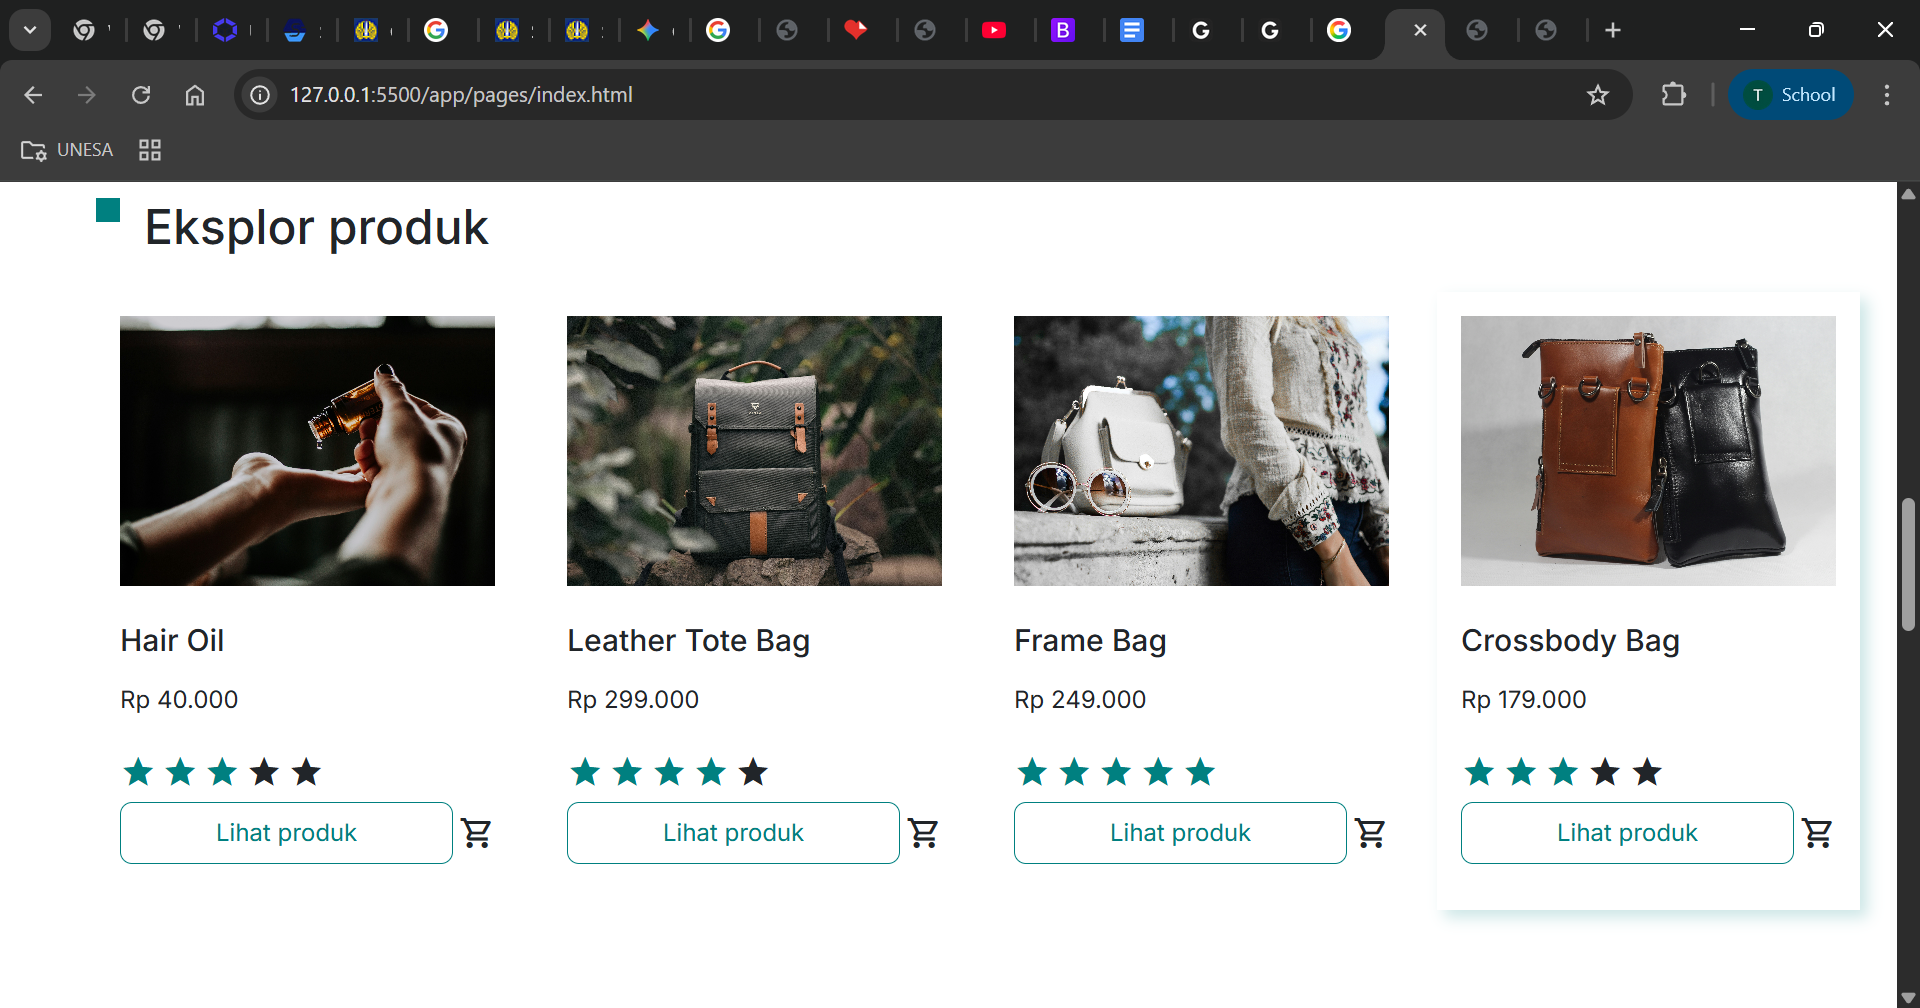 127.0.0.1:5500/app/pages/index.html
T School
UNESA
Eksplor produk
Hair Oil
Leather Tote Bag
Frame Bag
Crossbody Bag
Rp 40.000
Rp 299.000
Rp 249.000
Rp 179.000
Lihat produk
Lihat produk
Lihat produk
Lihat produk